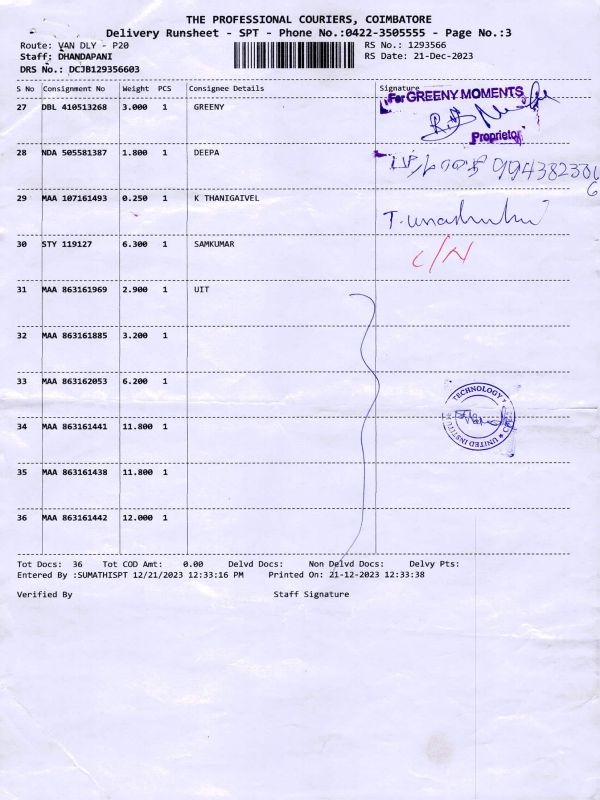 THE PROFESSIONAL COURIERS, COIMBATORE
Delivery Runsheet - SPT - Phone No.:0422-3505555 - Page No.:3
Route: VAN DLY - P20 RS No.: 1293566
Staff: DHANDAPANI RS Date: 21-Dec-2023
DRS No.: DCJB129356603
S No Consignment No Weight PCS Consignee Details Signature
27 DBL 410513268 3.000 1 GREENY
For GREENY MOMENTS
Proprietor
28 NDA 505581387 1.800 1 DEEPA
29 MAA 107161493 0.250 1 K THANIGAIVEL
30 STY 119127 6.300 1 SAMKUMAR C/N
31 MAA 863161969 2.900 1 UIT
32 MAA 863161885 3.200 1
33 MAA 863162053 6.200 1
TECHNOLOGY
UNITED INSTITU
34 MAA 863161441 11.800 1
35 MAA 863161438 11.800 1
36 MAA 863161442 12.000 1
Tot Docs: 36 Tot COD Amt: 0.00 Delvd Docs: Non Delvd Docs: Delvy Pts:
Entered By :SUMATHISPT 12/21/2023 12:33:16 PM Printed On: 21-12-2023 12:33:38
Verified By Staff Signature